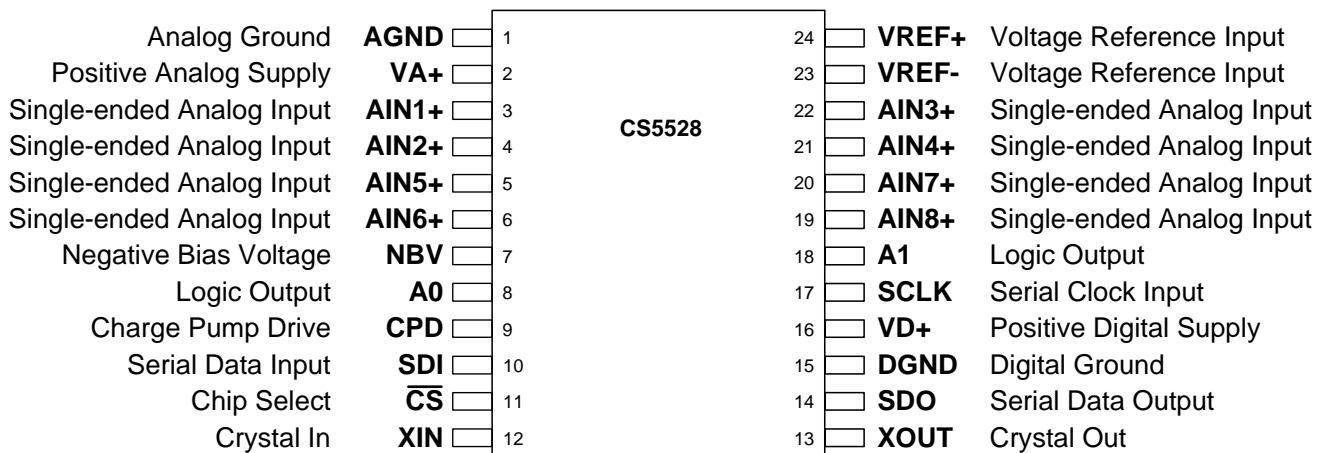 Analog Ground AGND 1 24 VREF+ Voltage Reference Input
Positive Analog Supply VA+ 2 23 VREF- Voltage Reference Input
Single-ended Analog Input AIN1+ 3 22 AIN3+ Single-ended Analog Input
CS5528
Single-ended Analog Input AIN2+ 4 21 AIN4+ Single-ended Analog Input
Single-ended Analog Input AIN5+ 5 20 AIN7+ Single-ended Analog Input
Single-ended Analog Input AIN6+ 6 19 AIN8+ Single-ended Analog Input
Negative Bias Voltage NBV 7 18 A1 Logic Output
Logic Output A0 8 17 SCLK Serial Clock Input
Charge Pump Drive CPD 9 16 VD+ Positive Digital Supply
Serial Data Input SDI 10 15 DGND Digital Ground
Chip Select C̅S̅ 11 14 SDO Serial Data Output
Crystal In XIN 12 13 XOUT Crystal Out